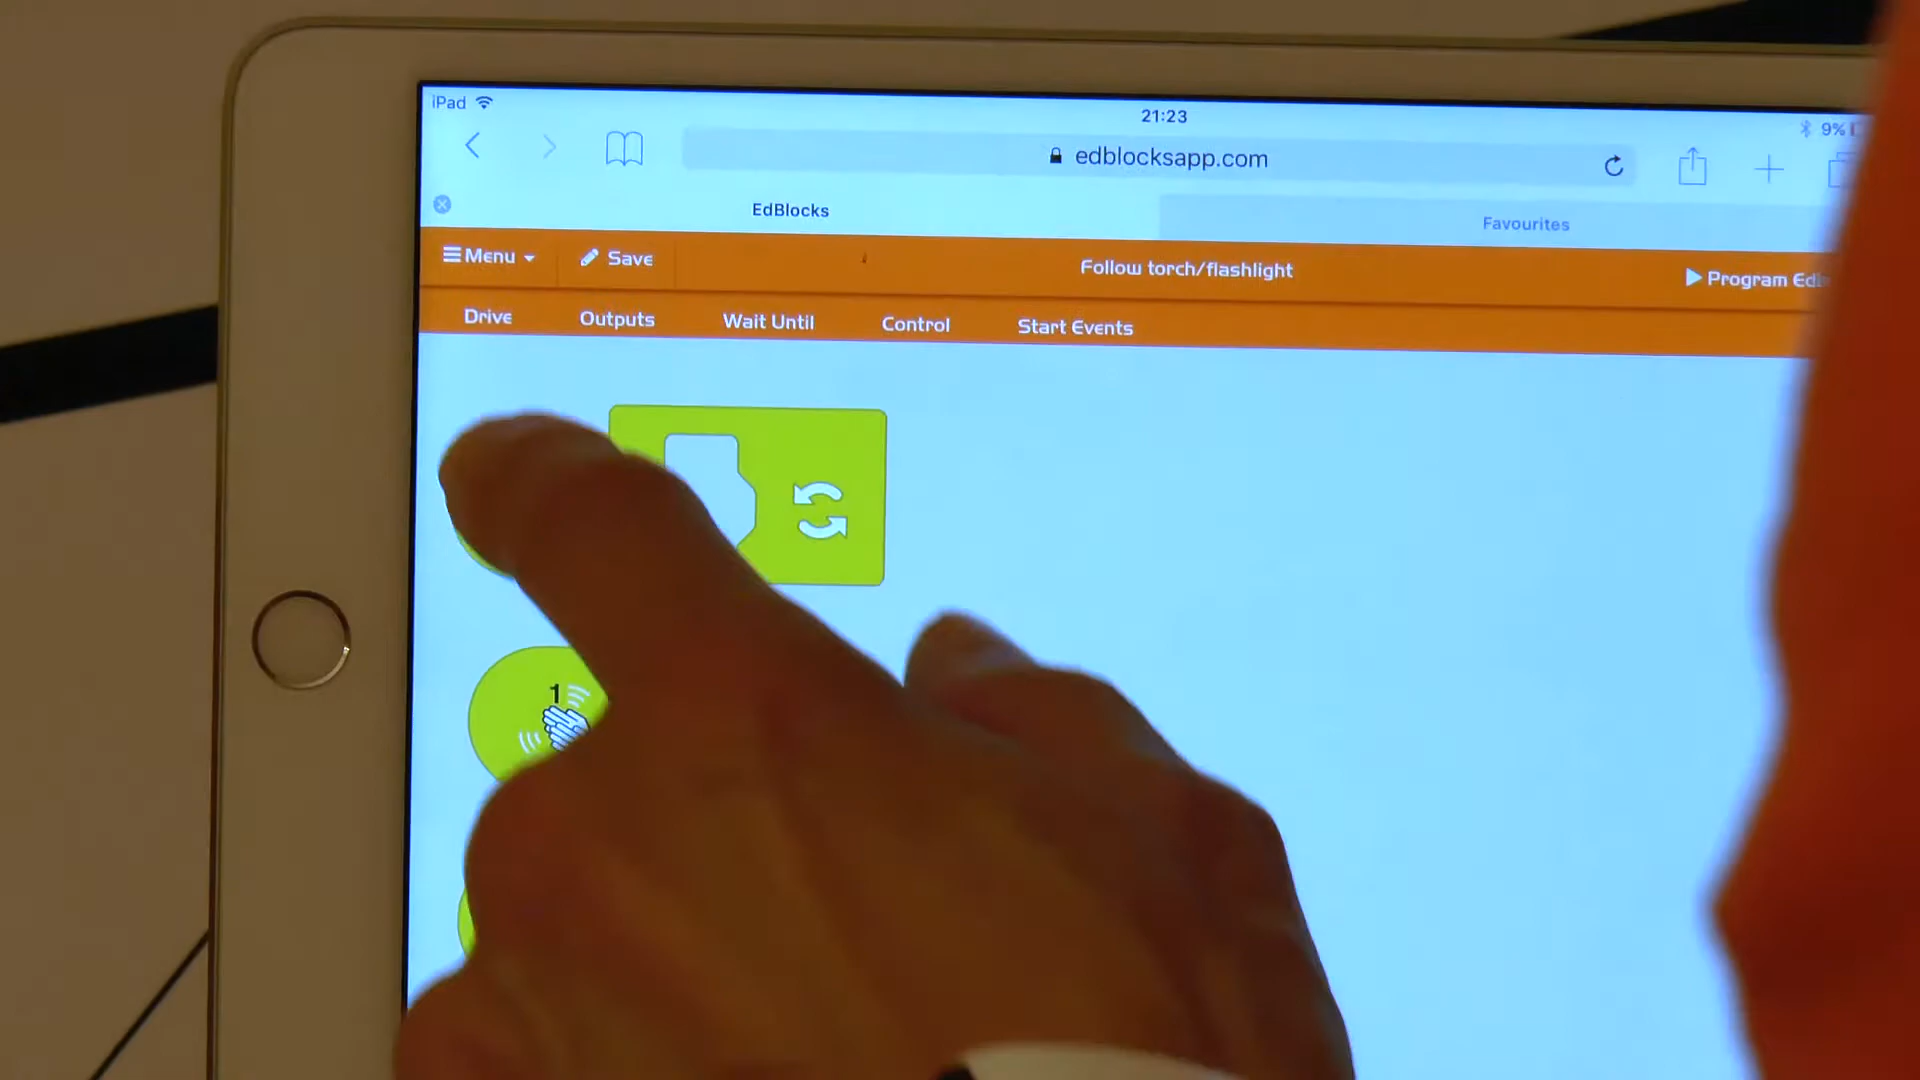 iPad
21:23
9%
edblocksapp.com
EdBlocks
Favourites
Menu
Save
Follow torch/flashlight
Program
Drive
Outputs
Wait Until
Control
Start Events
1